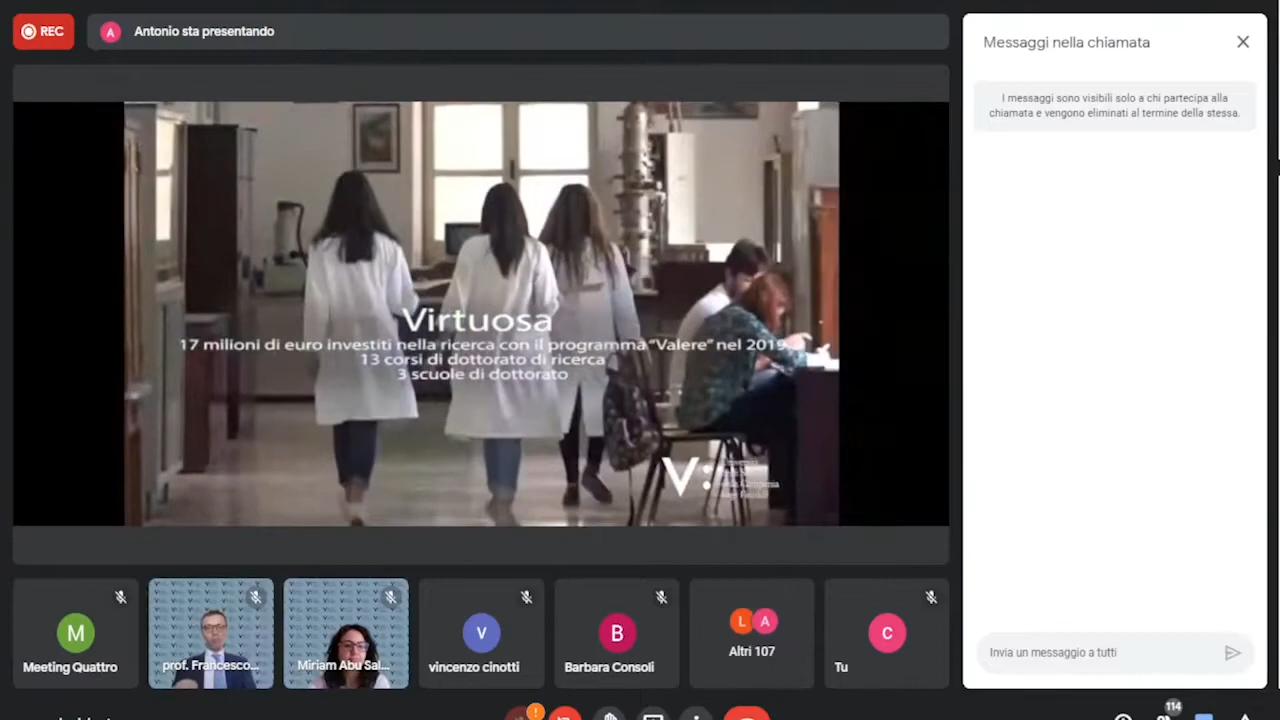 REC
A
Antonio sta presentando
Messaggi nella chiamata
I messaggi sono visibili solo a chi partecipa alla
chiamata e vengono eliminati al termine della stessa.
Virtuosa
17 milioni di euro investiti nella ricerca con il programma “Valere” nel 2019
13 corsi di dottorato di ricerca
3 scuole di dottorato
V:
M
Meeting Quattro
prof. Francesco...
Miriam Abu Sal...
V
vincenzo cinotti
B
Barbara Consoli
L A
Altri 107
C
Tu
Invia un messaggio a tutti
114